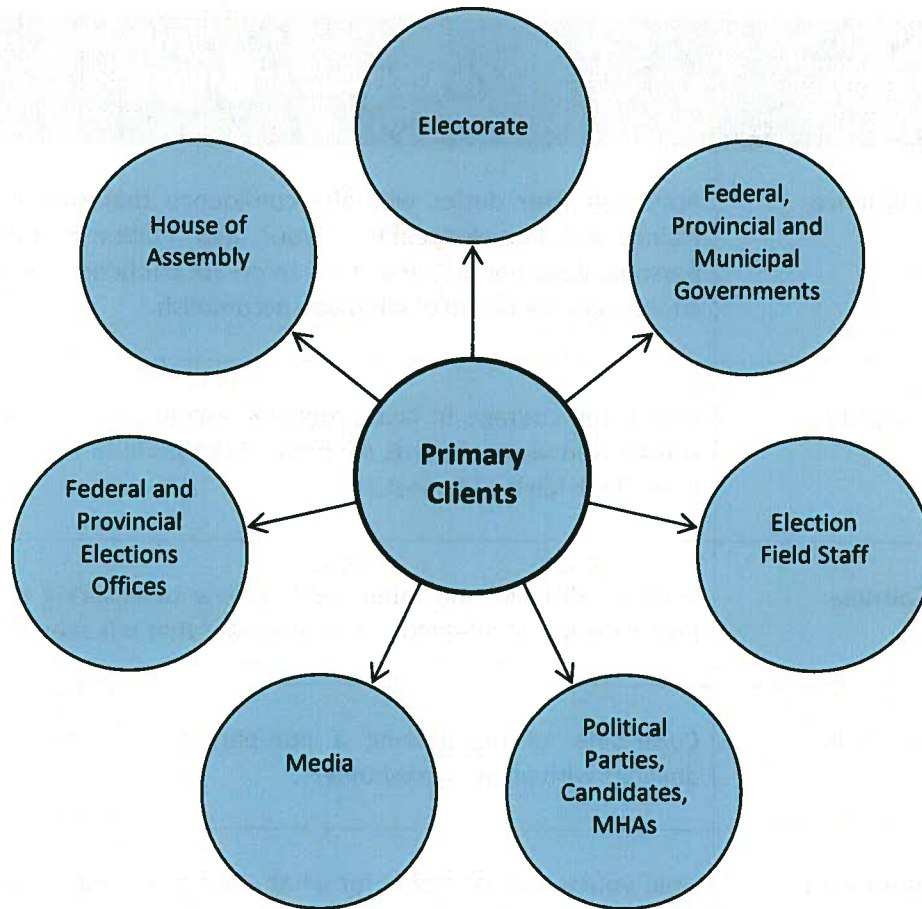 Electorate
Federal,
Provincial and
Municipal
Governments
Election
Field Staff
Political
Parties,
Candidates,
MHAs
Media
Federal and
Provincial
Elections
Offices
House of
Assembly
Primary
Clients